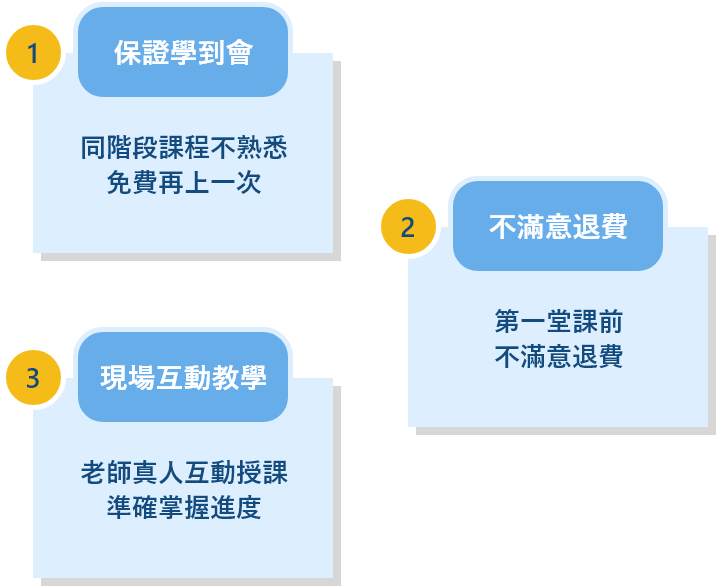 1
保證學到會
同階段課程不熟悉
免費再上一次
2
不滿意退費
第一堂課前
不滿意退費
3
現場互動教學
老師真人互動授課
準確掌握進度